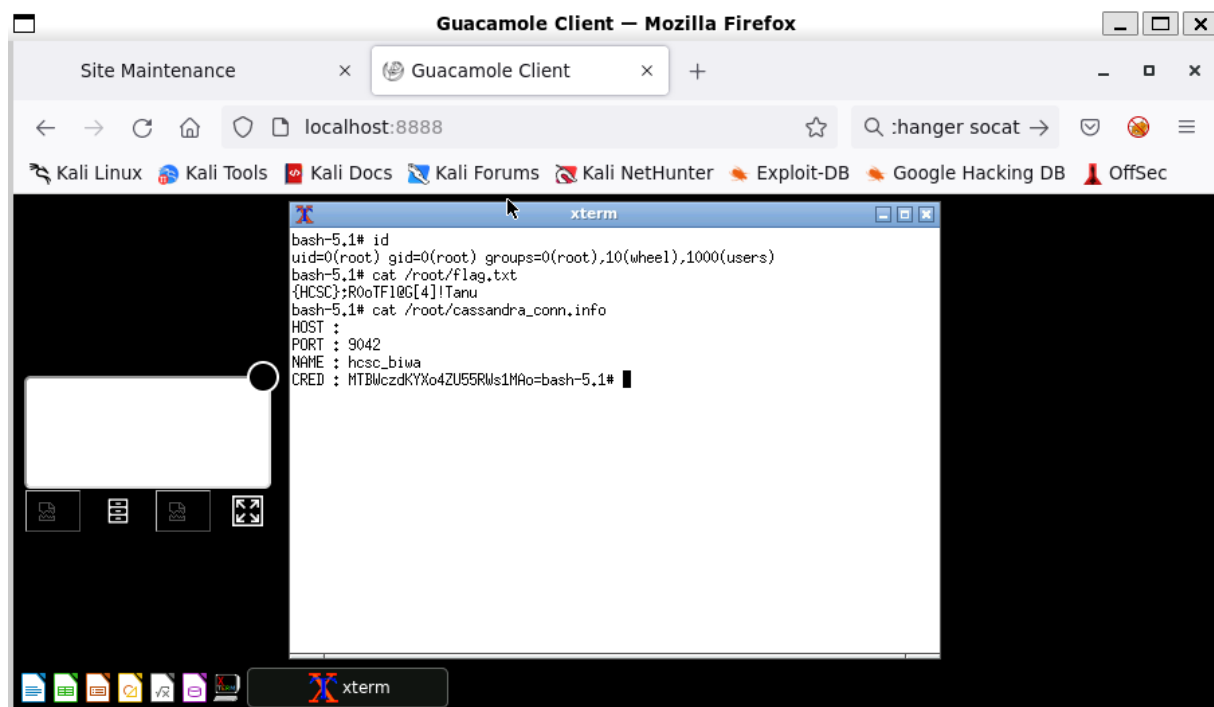 Guacamole Client — Mozilla Firefox
Site Maintenance
Guacamole Client
localhost:8888
:hanger socat
Kali Linux Kali Tools Kali Docs Kali Forums Kali NetHunter Exploit-DB Google Hacking DB OffSec
xterm
bash-5.1# id
uid=0(root) gid=0(root) groups=0(root),10(wheel),1000(users)
bash-5.1# cat /root/flag.txt
{HCSC};R0oTFl@G[4]!Tanu
bash-5.1# cat /root/cassandra_conn.info
HOST :
PORT : 9042
NAME : hcsc_biwa
CRED : MTBWczdKYXo4ZU55RWs1MAo=bash-5.1#
xterm